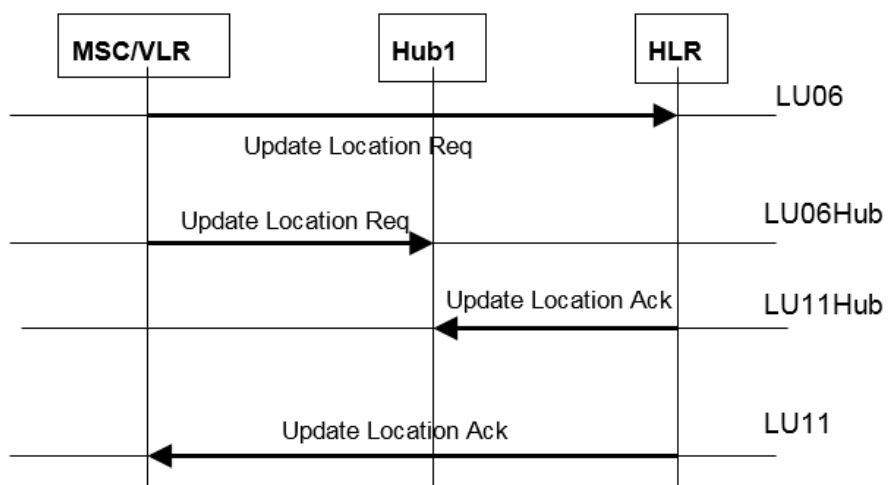 MSC/VLR Hub1 HLR
LU06
Update Location Req
Update Location Req
LU06Hub
Update Location Ack
LU11Hub
Update Location Ack
LU11